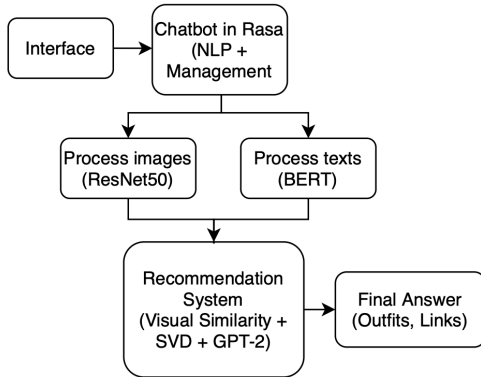 Interface
Chatbot in Rasa
(NLP +
Management
Process images
(ResNet50)
Process texts
(BERT)
Recommendation
System
(Visual Similarity +
SVD + GPT-2)
Final Answer
(Outfits, Links)